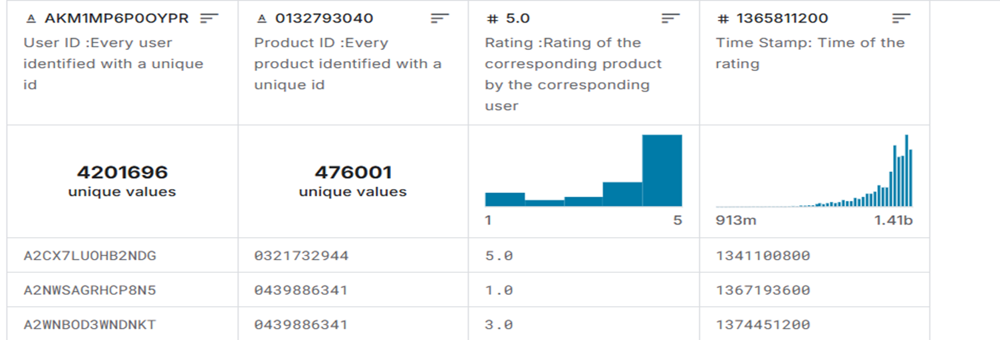 AKM1MP6P0OYPR
User ID :Every user
identified with a unique
id
0132793040
Product ID :Every
product identified with a
unique id
5.0
Rating :Rating of the
corresponding product
by the corresponding
user
1365811200
Time Stamp: Time of the
rating
4201696
unique values
476001
unique values
1 5
913m 1.41b
A2CX7LUOHB2NDG 0321732944 5.0 1341100800
A2NWSAGRHCP8N5 0439886341 1.0 1367193600
A2WNBOD3WNDNKT 0439886341 3.0 1374451200